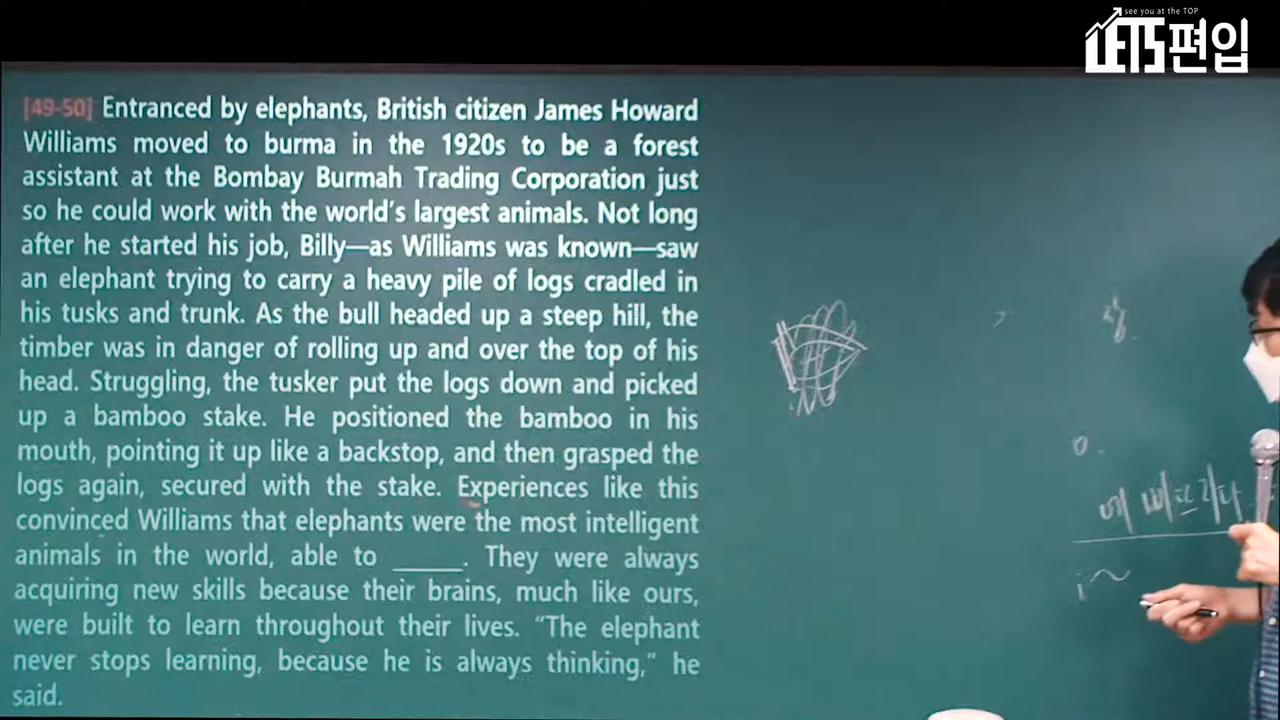 see you at the TOP
LETS편입
[49-50] Entranced by elephants, British citizen James Howard
Williams moved to burma in the 1920s to be a forest
assistant at the Bombay Burmah Trading Corporation just
so he could work with the world's largest animals. Not long
after he started his job, Billy—as Williams was known—saw
an elephant trying to carry a heavy pile of logs cradled in
his tusks and trunk. As the bull headed up a steep hill, the
timber was in danger of rolling up and over the top of his
head. Struggling, the tusker put the logs down and picked
up a bamboo stake. He positioned the bamboo in his
mouth, pointing it up like a backstop, and then grasped the
logs again, secured with the stake. Experiences like this
convinced Williams that elephants were the most intelligent
animals in the world, able to _____. They were always
acquiring new skills because their brains, much like ours,
were built to learn throughout their lives. "The elephant
never stops learning, because he is always thinking," he
said.